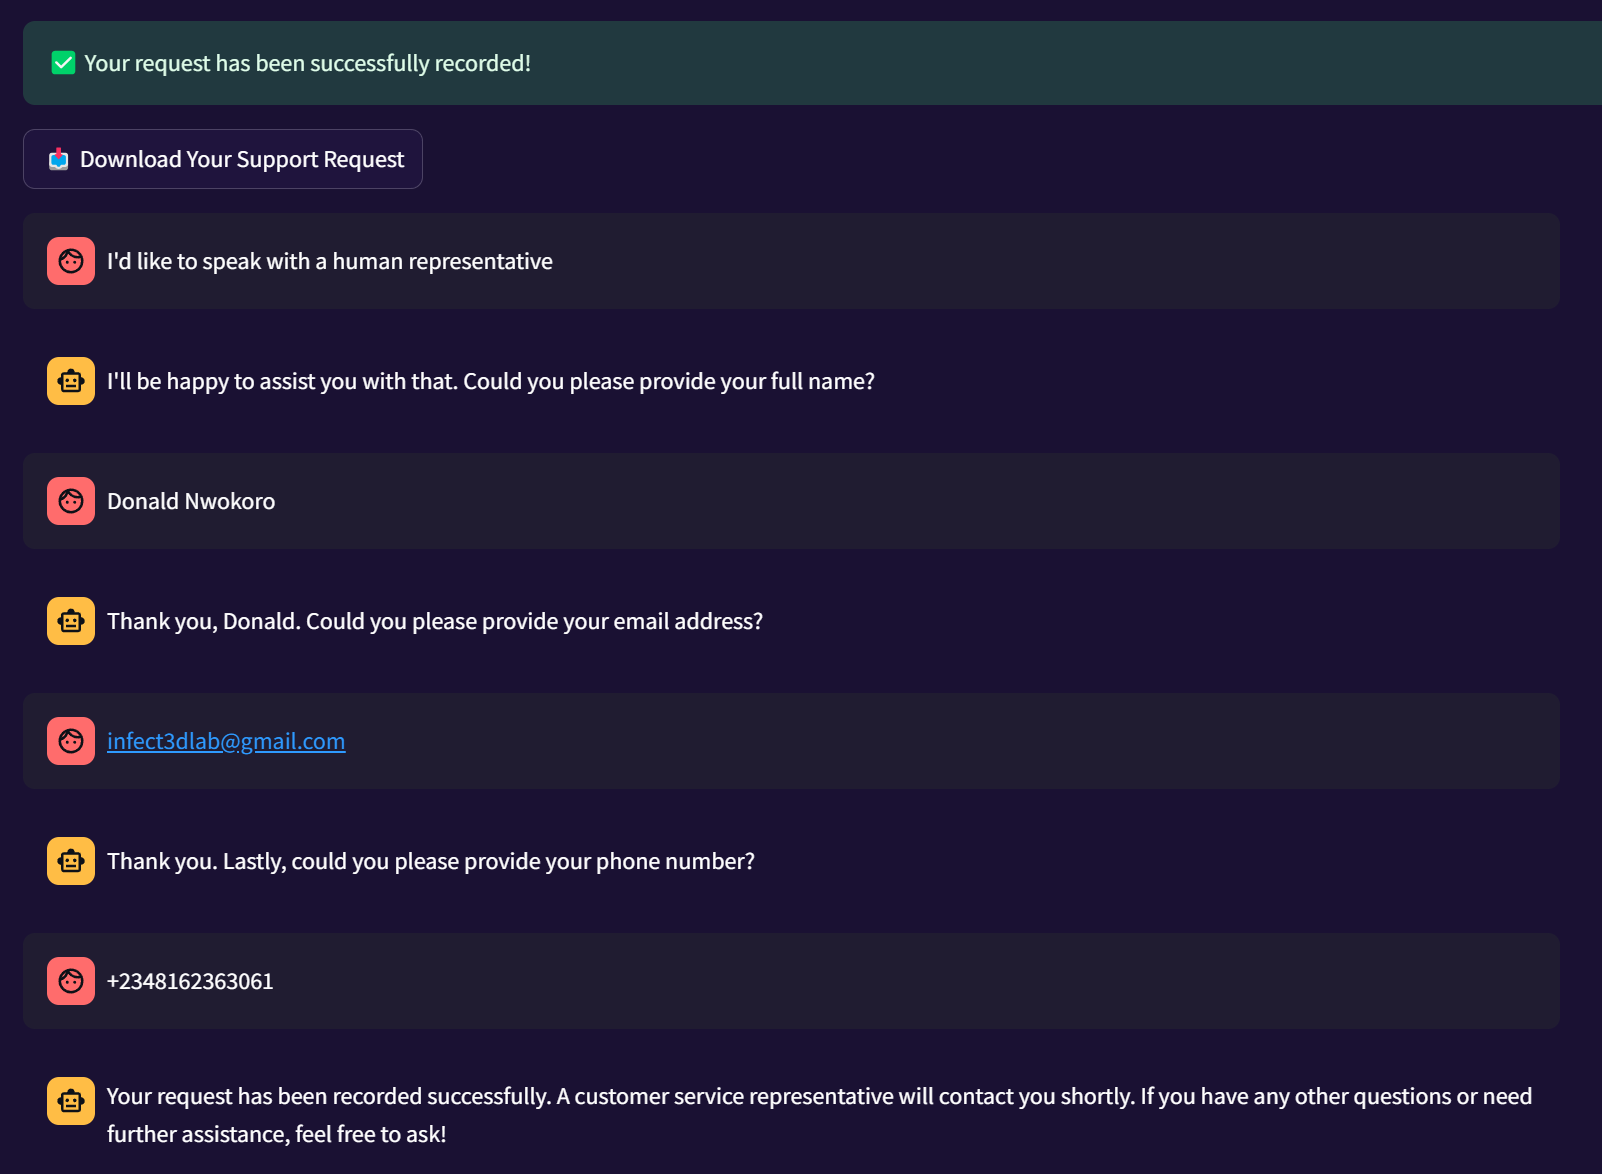 Your request has been successfully recorded!
Download Your Support Request
I'd like to speak with a human representative
I'll be happy to assist you with that. Could you please provide your full name?
Donald Nwokoro
Thank you, Donald. Could you please provide your email address?
infect3dlab@gmail.com
Thank you. Lastly, could you please provide your phone number?
+2348162363061
Your request has been recorded successfully. A customer service representative will contact you shortly. If you have any other questions or need
further assistance, feel free to ask!